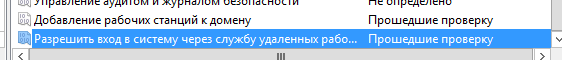 Управление аудитом и журналом безопасности Не определено
Добавление рабочих станций к домену Прошедшие проверку
Разрешить вход в систему через службу удаленных рабо... Прошедшие проверку